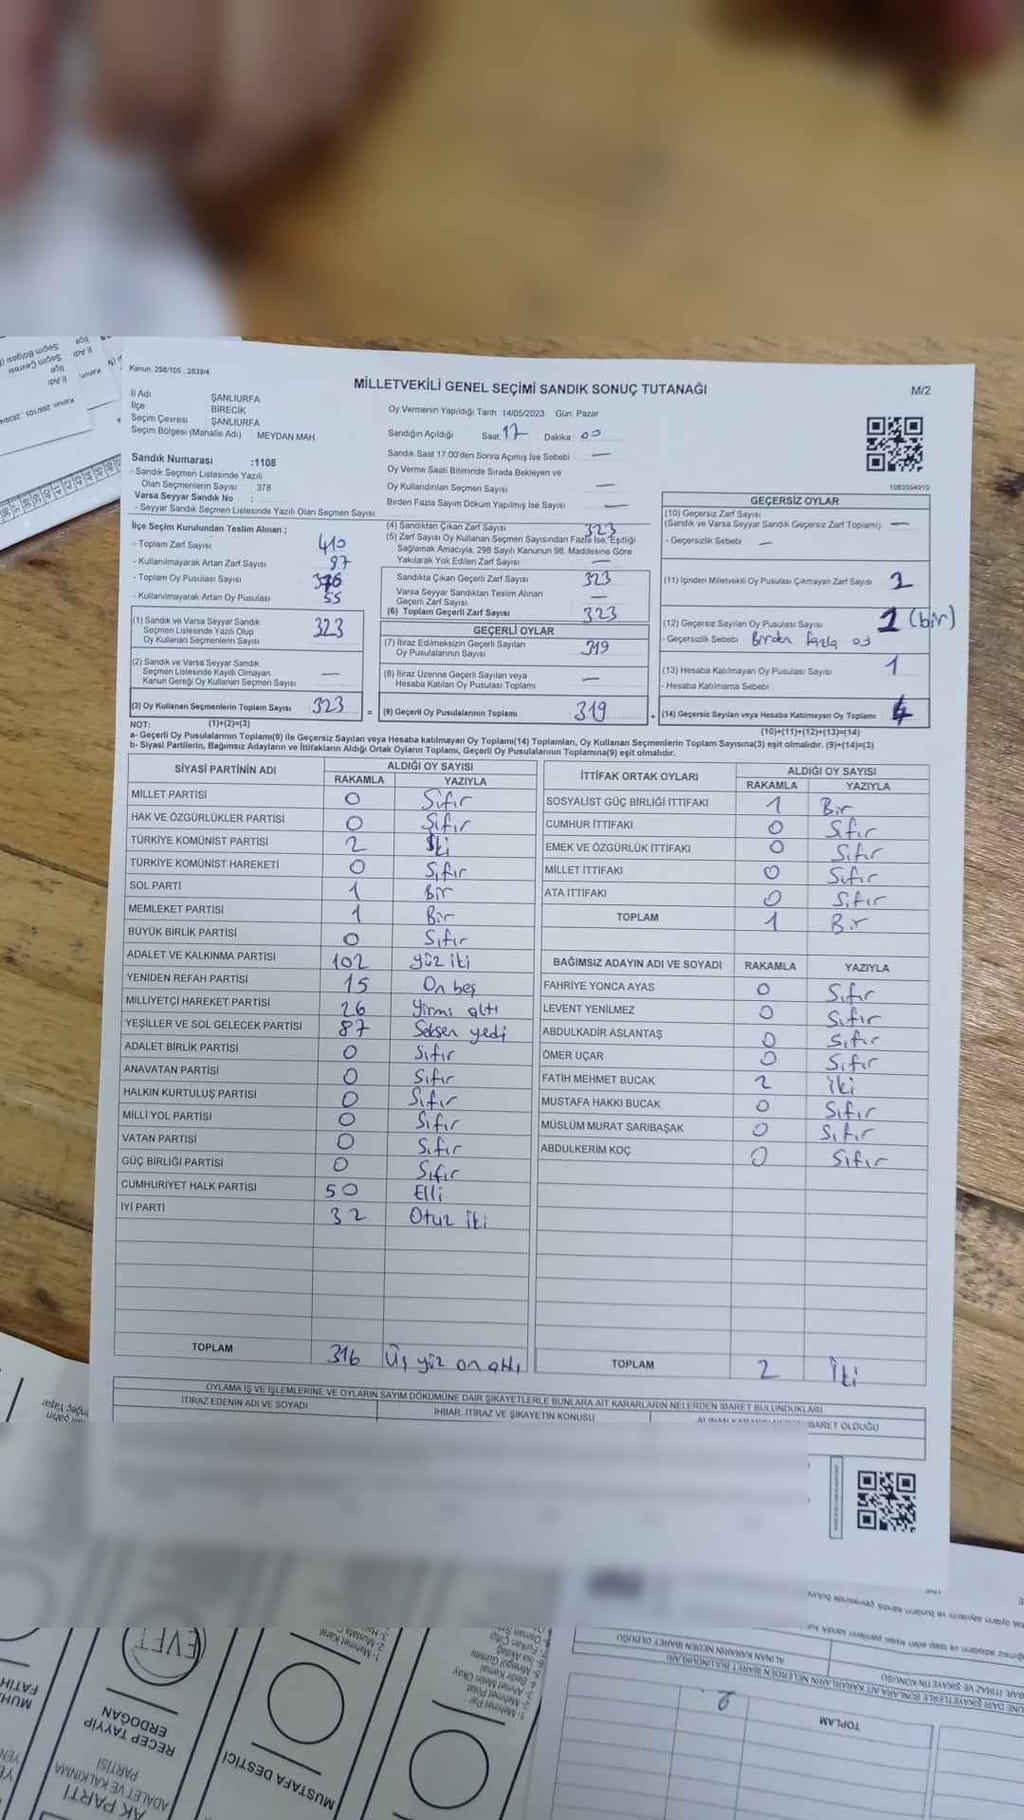 Kanun: 298/105 , 2839/4
MİLLETVEKİLİ GENEL SEÇİMİ SANDIK SONUÇ TUTANAĞI
M/2
İl Adı ŞANLIURFA
İlçe BİRECİK
Seçim Çevresi ŞANLIURFA
Seçim Bölgesi (Mahalle Adı) MEYDAN MAH.
Sandık Numarası :1108
- Sandık Seçmen Listesinde Yazılı
Olan Seçmenlerin Sayısı : 378
Varsa Seyyar Sandık No :
- Seyyar Sandık Seçmen Listesinde Yazılı Olan Seçmen Sayısı
Oy Vermenin Yapıldığı Tarih 14/05/2023 Gün: Pazar
Sandığın Açıldığı Saat 17 Dakika 00
Sandık Saat 17.00'den Sonra Açımış İse Sebebi —
Oy Verme Saati Bitiminde Sırada Bekleyen ve
Oy Kullandırılan Seçmen Sayısı —
Birden Fazla Sayım Döküm Yapılmış İse Sayısı —
İlçe Seçim Kurulundan Teslim Alınan ;
- Toplam Zarf Sayısı 410
- Kullanılmayarak Artan Zarf Sayısı 87
- Toplam Oy Pusulası Sayısı
- Kullanılmayarak Artan Oy Pusulası 55
(1) Sandık ve Varsa Seyyar Sandık
Seçmen Listesinde Yazılı Olup
Oy Kullanan Seçmenlerin Sayısı 323
(2) Sandık ve Varsa Seyyar Sandık
Seçmen Listesinde Kayıtlı Olmayan
Kanun Gereği Oy Kullanan Seçmen Sayısı —
(3) Oy Kullanan Seçmenlerin Toplam Sayısı 323
(4) Sandıktan Çıkan Zarf Sayısı 323
(5) Zarf Sayısı Oy Kullanan Seçmen Sayısından Fazla İse, Eşitliği
Sağlamak Amacıyla, 298 Sayılı Kanunun 98. Maddesine Göre
Yakılarak Yok Edilen Zarf Sayısı —
Sandıkta Çıkan Geçerli Zarf Sayısı 323
Varsa Seyyar Sandıktan Teslim Alınan
Geçerli Zarf Sayısı —
(6) Toplam Geçerli Zarf Sayısı 323
GEÇERLİ OYLAR
(7) İtiraz Edilmeksizin Geçerli Sayılan
Oy Pusulalarının Sayısı 319
(8) İtiraz Üzerine Geçerli Sayılan veya
Hesaba Katılan Oy Pusulası Toplamı —
= (9) Geçerli Oy Pusulalarının Toplamı 319
1083594910
GEÇERSİZ OYLAR
(10) Geçersiz Zarf Sayısı
(Sandık ve Varsa Seyyar Sandık Geçersiz Zarf Toplamı) —
- Geçersizlik Sebebi —
(11) İçinden Milletvekili Oy Pusulası Çıkmayan Zarf Sayısı
(12) Geçersiz Sayılan Oy Pusulası Sayısı 1 (bir)
- Geçersizlik Sebebi Birden fazla oy
(13) Hesaba Katılmayan Oy Pusulası Sayısı 1
- Hesaba Katılmama Sebebi
+ (14) Geçersiz Sayılan veya Hesaba Katılmayan Oy Toplamı 4
NOT: (1)+(2)=(3)
(10)+(11)+(12)+(13)=(14)
a- Geçerli Oy Pusulalarının Toplamı(9) ile Geçersiz Sayılan veya Hesaba katılmayan Oy Toplamı(14) Toplamları, Oy Kullanan Seçmenlerin Toplam Sayısına(3) eşit olmalıdır. (9)+(14)=(3)
b- Siyasi Partilerin, Bağımsız Adayların ve İttifakların Aldığı Ortak Oyların Toplamı, Geçerli Oy Pusulalarının Toplamına(9) eşit olmalıdır.
SİYASİ PARTİNİN ADI ALDIĞI OY SAYISI
RAKAMLA YAZIYLA
MİLLET PARTİSİ 0 Sıfır
HAK VE ÖZGÜRLÜKLER PARTİSİ 0 Sıfır
TÜRKİYE KOMÜNİST PARTİSİ 2 İki
TÜRKİYE KOMÜNİST HAREKETİ 0 Sıfır
SOL PARTİ 1 Bir
MEMLEKET PARTİSİ 1 Bir
BÜYÜK BİRLİK PARTİSİ 0 Sıfır
ADALET VE KALKINMA PARTİSİ 102 yüz iki
YENİDEN REFAH PARTİSİ 15 On beş
MİLLİYETÇİ HAREKET PARTİSİ 26 Yirmi altı
YEŞİLLER VE SOL GELECEK PARTİSİ 87 Seksen yedi
ADALET BİRLİK PARTİSİ 0 Sıfır
ANAVATAN PARTİSİ 0 Sıfır
HALKIN KURTULUŞ PARTİSİ 0 Sıfır
MİLLİ YOL PARTİSİ 0 Sıfır
VATAN PARTİSİ 0 Sıfır
GÜÇ BİRLİĞİ PARTİSİ 0 Sıfır
CUMHURİYET HALK PARTİSİ 50 Elli
İYİ PARTİ 32 Otuz iki
TOPLAM 316 Üç yüz on altı
İTTİFAK ORTAK OYLARI ALDIĞI OY SAYISI
RAKAMLA YAZIYLA
SOSYALİST GÜÇ BİRLİĞİ İTTİFAKI 1 Bir
CUMHUR İTTİFAKI 0 Sıfır
EMEK VE ÖZGÜRLÜK İTTİFAKI 0 Sıfır
MİLLET İTTİFAKI 0 Sıfır
ATA İTTİFAKI 0 Sıfır
TOPLAM 1 Bir
BAĞIMSIZ ADAYIN ADI VE SOYADI RAKAMLA YAZIYLA
FAHRİYE YONCA AYAS 0 Sıfır
LEVENT YENİLMEZ 0 Sıfır
ABDULKADİR ASLANTAŞ 0 Sıfır
ÖMER UÇAR 0 Sıfır
FATİH MEHMET BUCAK 2 iki
MUSTAFA HAKKI BUCAK 0 Sıfır
MÜSLÜM MURAT SARIBAŞAK 0 Sıfır
ABDULKERİM KOÇ 0 Sıfır
TOPLAM 2 İki
OYLAMA İŞ VE İŞLEMLERİNE VE OYLARIN SAYIM DÖKÜMÜNE DAİR ŞİKAYETLERLE BUNLARA AİT KARARLARIN NELERDEN İBARET BULUNDUKLARI
İTİRAZ EDENİN ADI VE SOYADI
İHBAR, İTİRAZ VE ŞİKAYETİN KONUSU
İBARET OLDUĞU
EVET
RECEP TAYYİP
ERDOĞAN
AK PARTİ
ADALET VE KALKINMA
PARTİSİ
MUSTAFA DESTİCİ
ALINAN KARARIN NEDEN İBARET OLDUĞU
TOPLAM 2